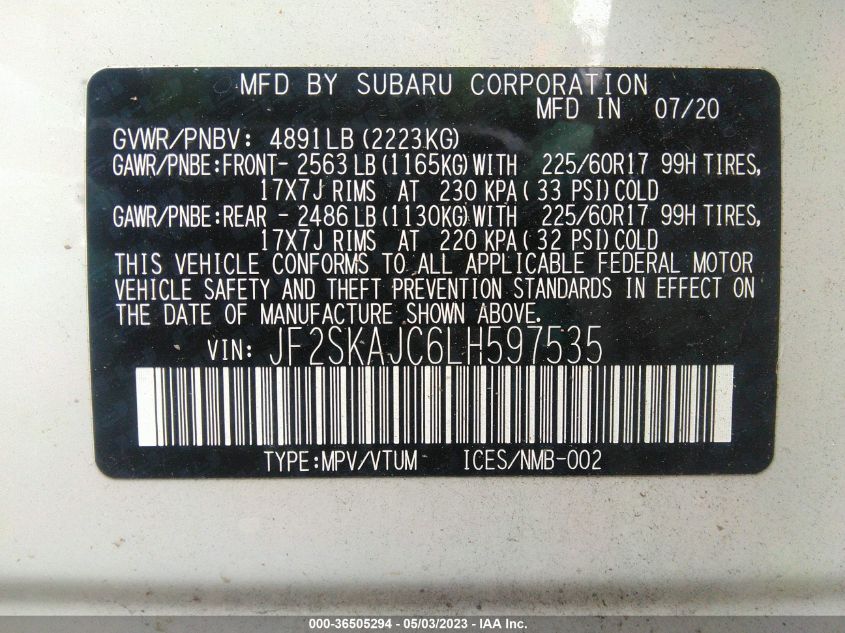 MFD BY SUBARU CORPORATION
MFD IN 07/20
GVWR/PNBV: 4891LB(2223KG)
GAWR/PNBE:FRONT- 2563LB(1165KG)WITH 225/60R17 99H TIRES,
17X7J RIMS AT 230 KPA( 33 PSI)COLD
GAWR/PNBE:REAR - 2486LB(1130KG)WITH 225/60R17 99H TIRES,
17X7J RIMS AT 220 KPA( 32 PSI)COLD
THIS VEHICLE CONFORMS TO ALL APPLICABLE FEDERAL MOTOR
VEHICLE SAFETY AND THEFT PREVENTION STANDARDS IN EFFECT ON
THE DATE OF MANUFACTURE SHOWN ABOVE.
VIN: JF2SKAJC6LH597535
TYPE:MPV/VTUM ICES/NMB-002
000-36505294 - 05/03/2023 - IAA Inc.